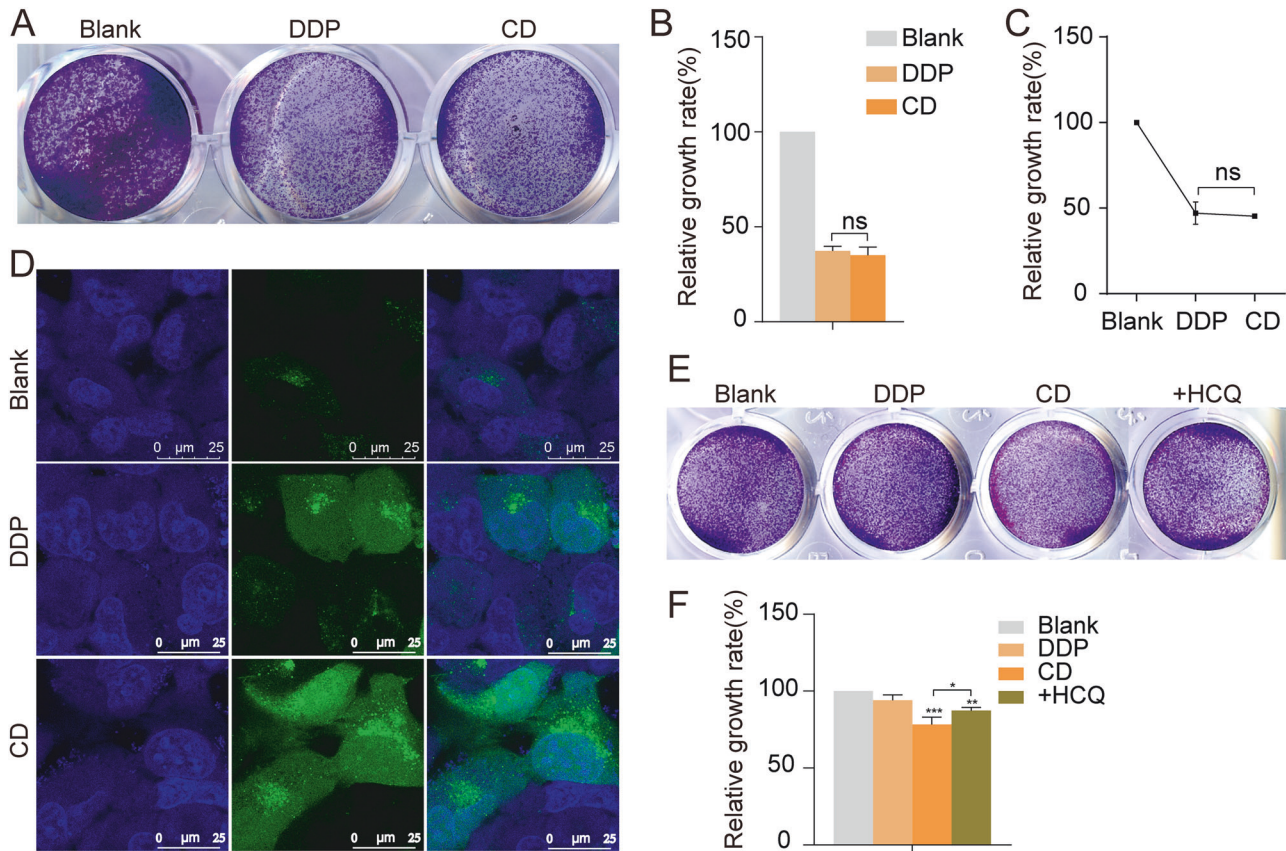 A
Blank
DDP
CD
B
Relative growth rate(%)
150
100
50
0
Blank
DDP
CD
ns
C
Relative growth rate(%)
150
100
50
0
ns
Blank
DDP
CD
D
Blank
0 µm 25
0 µm 25
0 µm 25
DDP
0 µm 25
0 µm 25
0 µm 25
CD
0 µm 25
0 µm 25
0 µm 25
E
Blank
DDP
CD
+HCQ
F
Relative growth rate(%)
150
100
50
0
Blank
DDP
CD
+HCQ
*
***
**